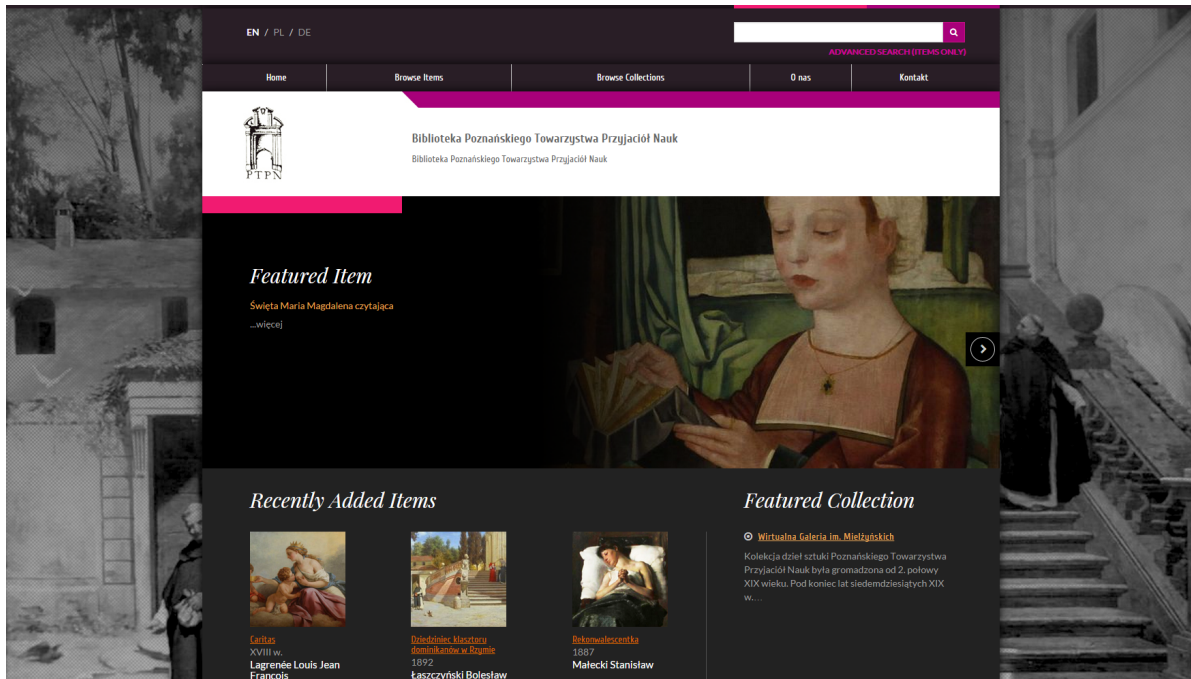 EN / PL / DE
ADVANCED SEARCH (ITEMS ONLY)
Home
Browse Items
Browse Collections
O nas
Kontakt
PTPN
Biblioteka Poznańskiego Towarzystwa Przyjaciół Nauk
Biblioteka Poznańskiego Towarzystwa Przyjaciół Nauk
Featured Item
Święta Maria Magdalena czytająca
...więcej
Recently Added Items
Caritas
XVIII w.
Lagrenée Louis Jean
François
Dziedziniec klasztoru
dominikanów w Rzymie
1892
Łaszczyński Bolesław
Rekonwalescentka
1887
Małecki Stanisław
Featured Collection
Wirtualna Galeria im. Mielżyńskich
Kolekcja dzieł sztuki Poznańskiego Towarzystwa
Przyjaciół Nauk była gromadzona od 2. połowy
XIX wieku. Pod koniec lat siedemdziesiątych XIX
w.…